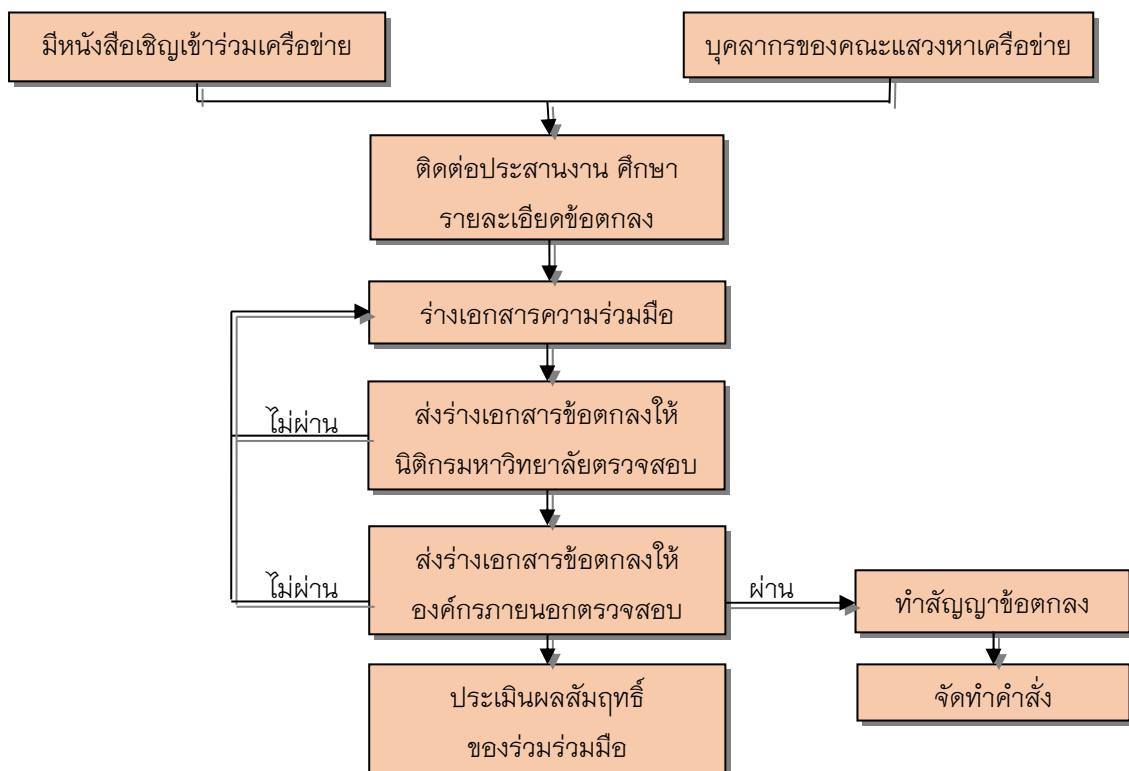 มีหนังสือเชิญเข้าร่วมเครือข่าย
บุคลากรของคณะแสวงหาเครือข่าย
ติดต่อประสานงาน ศึกษา
รายละเอียดข้อตกลง
ร่างเอกสารความร่วมมือ
ไม่ผ่าน
ส่งร่างเอกสารข้อตกลงให้
นิติกรมหาวิทยาลัยตรวจสอบ
ไม่ผ่าน
ส่งร่างเอกสารข้อตกลงให้
องค์กรภายนอกตรวจสอบ
ผ่าน
ทำสัญญาข้อตกลง
จัดทำคำสั่ง
ประเมินผลสัมฤทธิ์
ของร่วมร่วมมือ